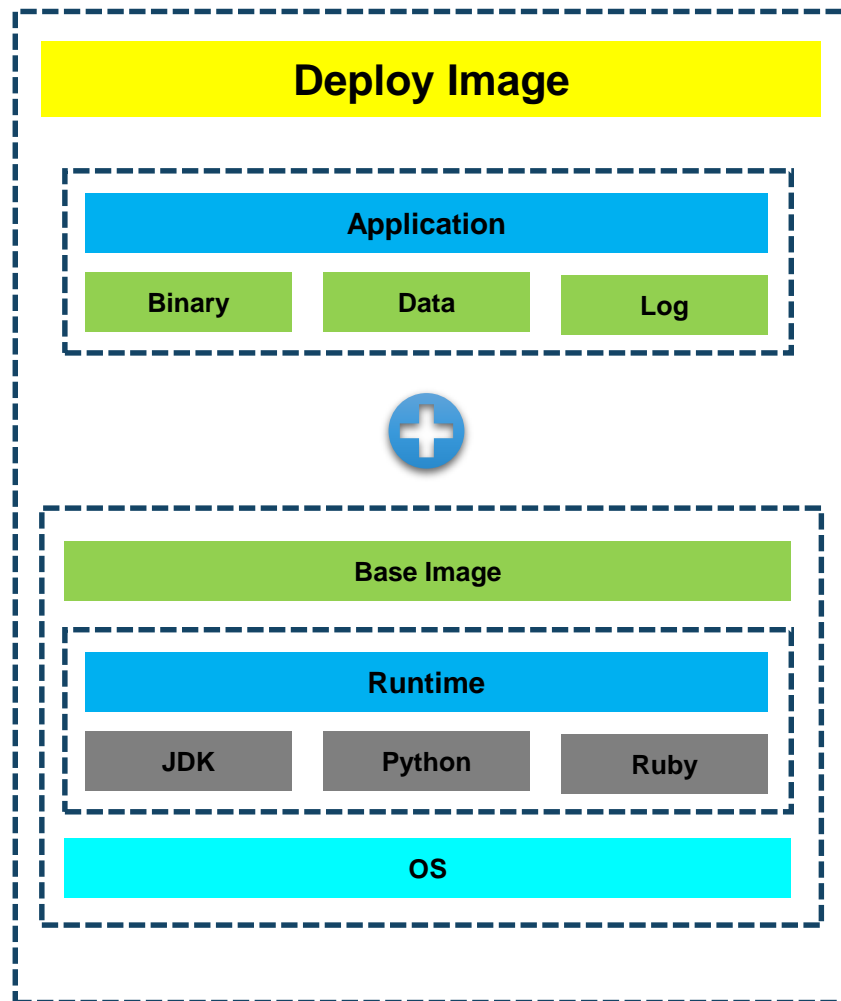 Deploy Image
Application
Binary
Data
Log
Base Image
Runtime
JDK
Python
Ruby
OS